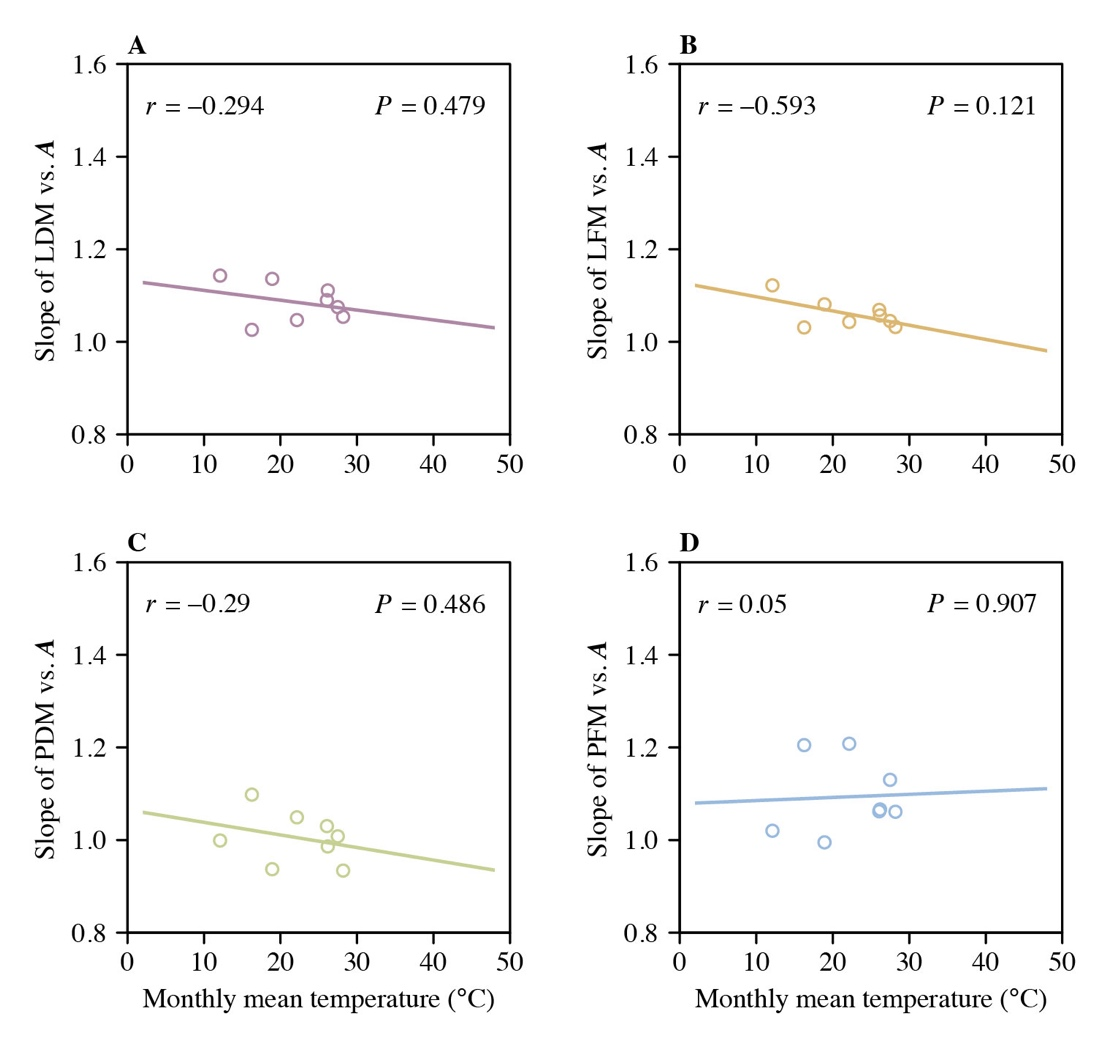 A
r = –0.294 P = 0.479
Slope of LDM vs. A
1.6
1.4
1.2
1.0
0.8
0 10 20 30 40 50
B
r = –0.593 P = 0.121
Slope of LFM vs. A
1.6
1.4
1.2
1.0
0.8
0 10 20 30 40 50
C
r = –0.29 P = 0.486
Slope of PDM vs. A
1.6
1.4
1.2
1.0
0.8
0 10 20 30 40 50
Monthly mean temperature (°C)
D
r = 0.05 P = 0.907
Slope of PFM vs. A
1.6
1.4
1.2
1.0
0.8
0 10 20 30 40 50
Monthly mean temperature (°C)